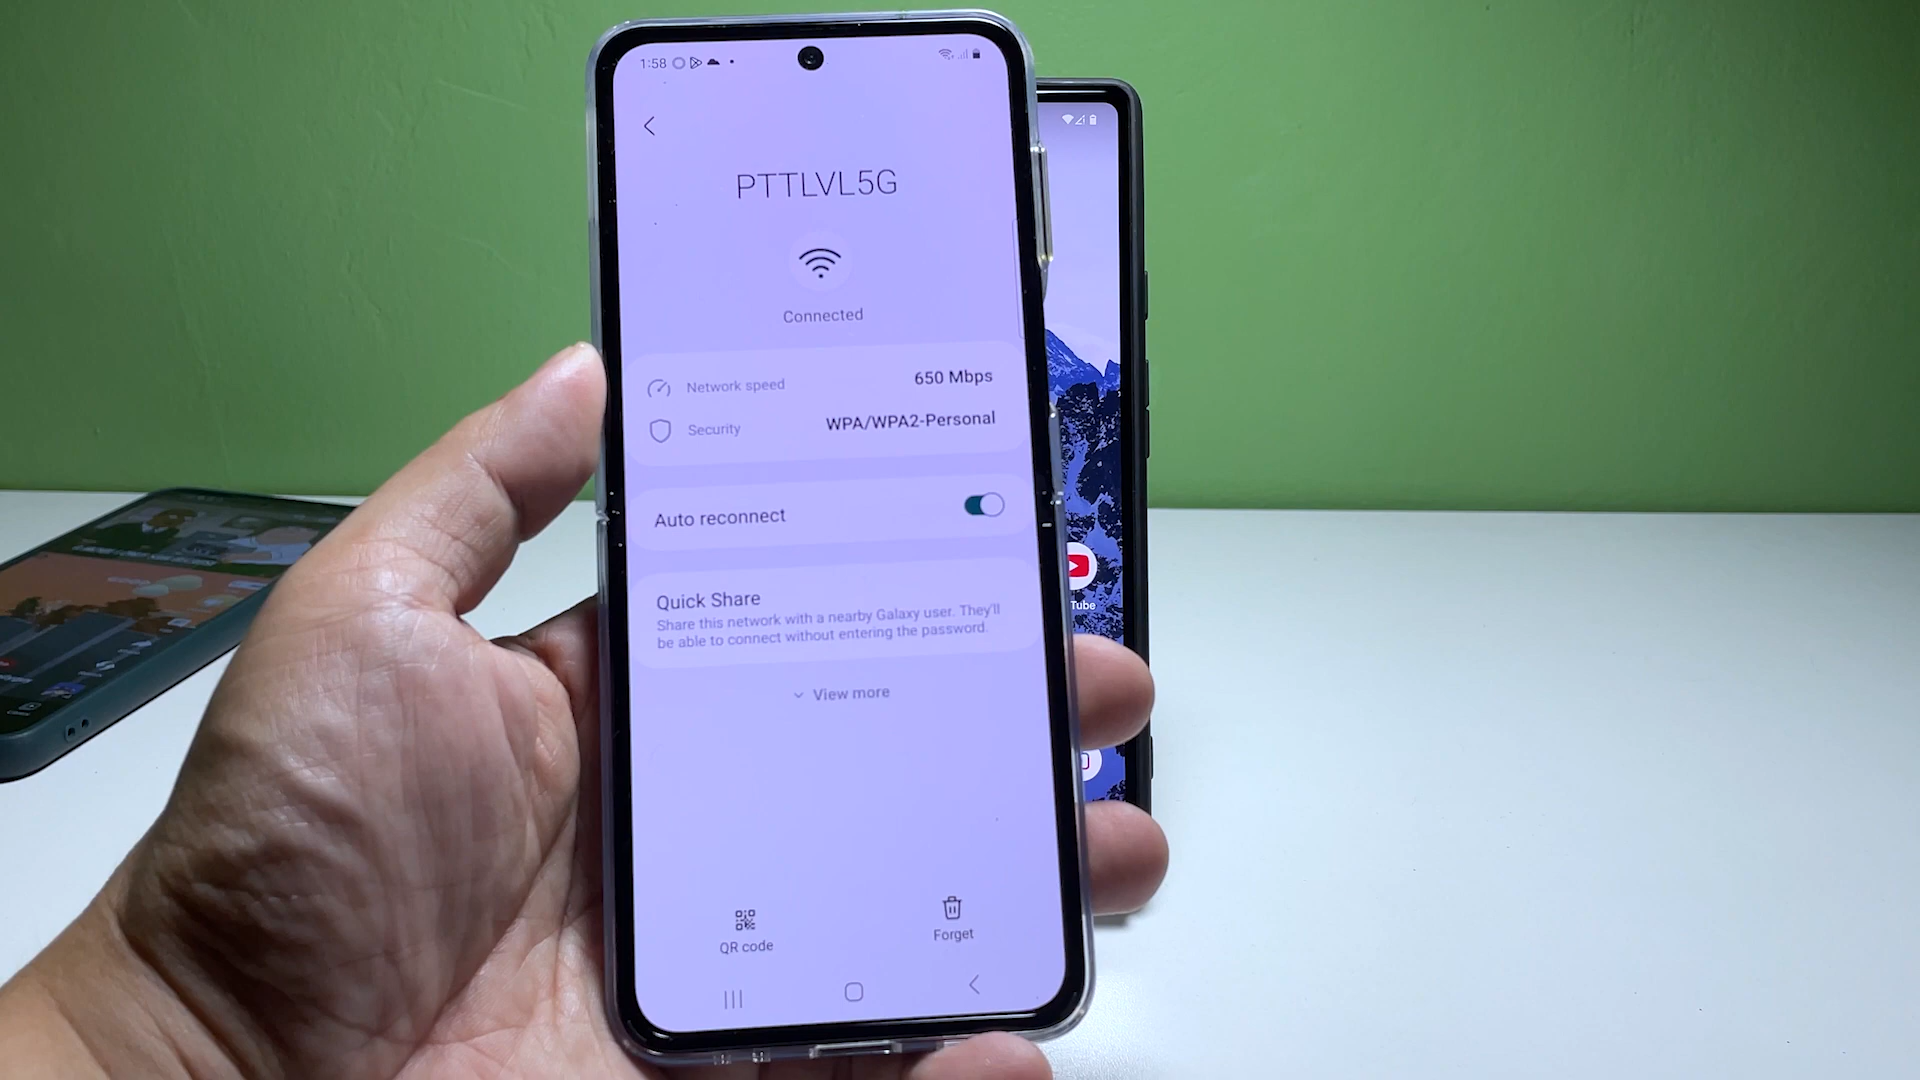 1:58
PTTLVL5G
Connected
Network speed 650 Mbps
Security WPA/WPA2-Personal
Auto reconnect
Quick Share
Share this network with a nearby Galaxy user. They'll
be able to connect without entering the password.
View more
QR code Forget
Tube